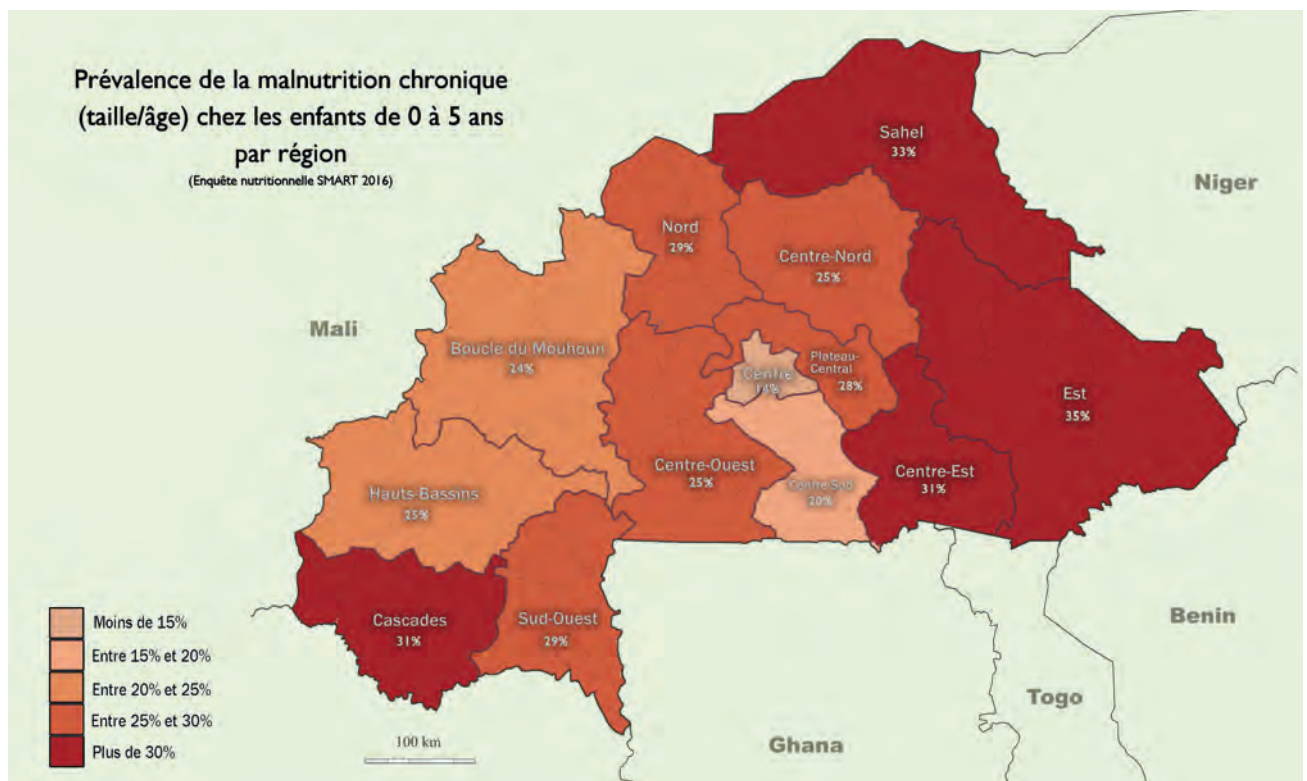 Prévalence de la malnutrition chronique
(taille/âge) chez les enfants de 0 à 5 ans
par région
(Enquête nutritionnelle SMART 2016)
Sahel
33%
Niger
Nord
29%
Centre-Nord
25%
Mali
Boucle du Mouhoun
24%
Plateau-
Central
28%
Centre
14%
Est
35%
Centre-Ouest
25%
Centre-Est
31%
Hauts-Bassins
25%
Centre-Sud
20%
Cascades
31%
Sud-Ouest
29%
Benin
Togo
Ghana
Moins de 15%
Entre 15% et 20%
Entre 20% et 25%
Entre 25% et 30%
Plus de 30%
100 km